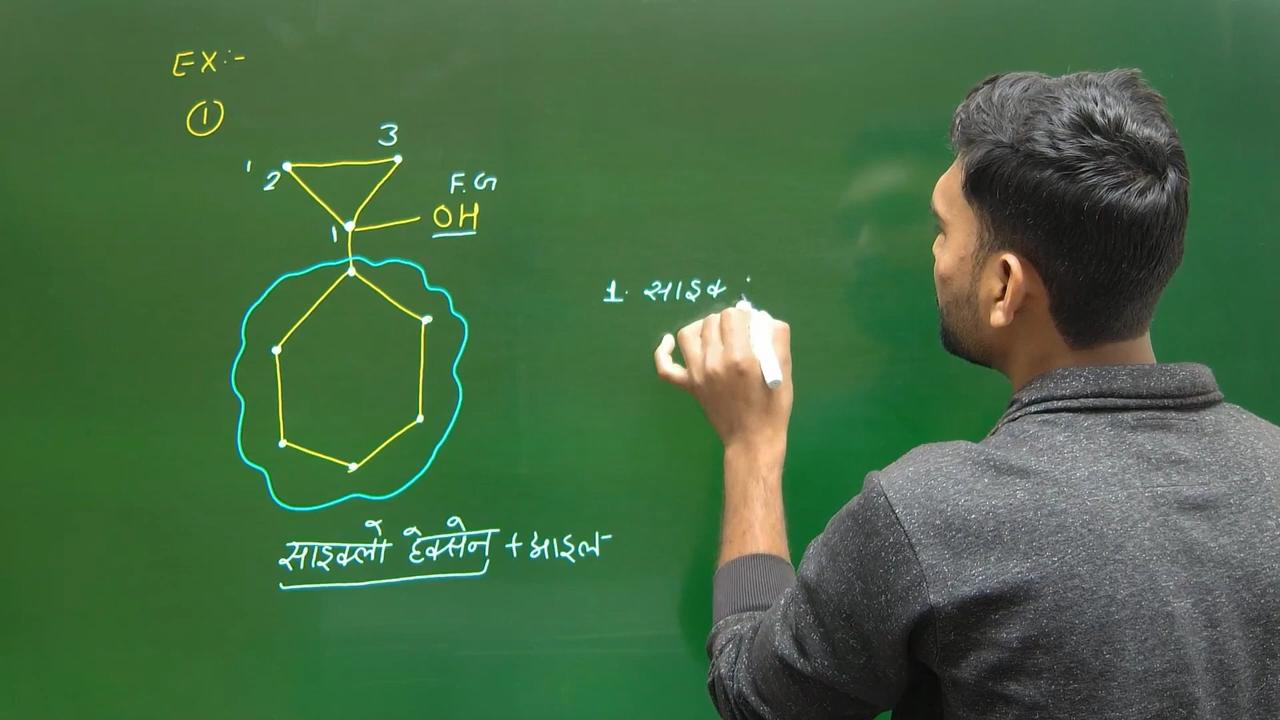 EX:-
①
3
2
F.G
OH
1
1. साइक
साइक्लो हेक्सेन + आइल